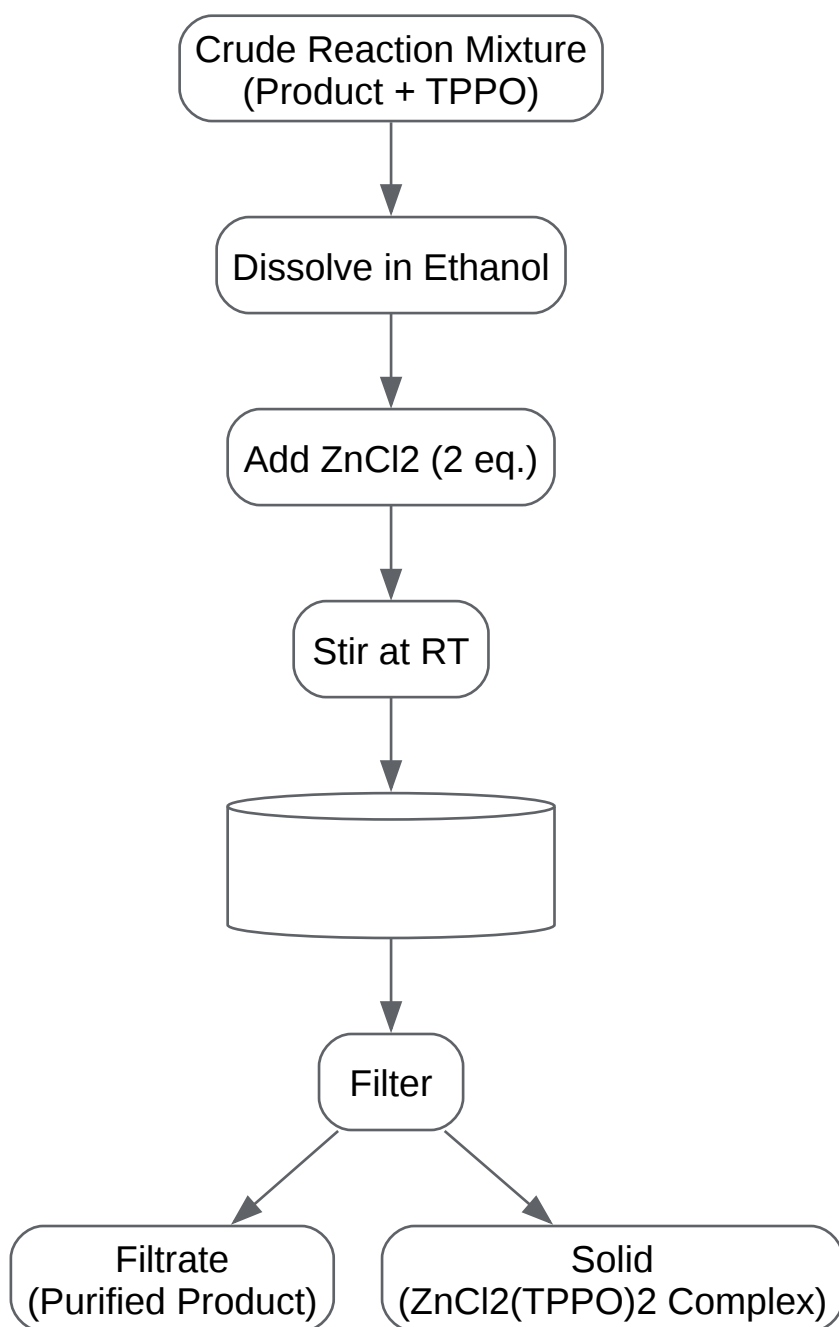 Crude Reaction Mixture
(Product + TPPO)
Dissolve in Ethanol
Add ZnCl2 (2 eq.)
Stir at RT
Filter
Filtrate
(Purified Product)
Solid
(ZnCl2(TPPO)2 Complex)